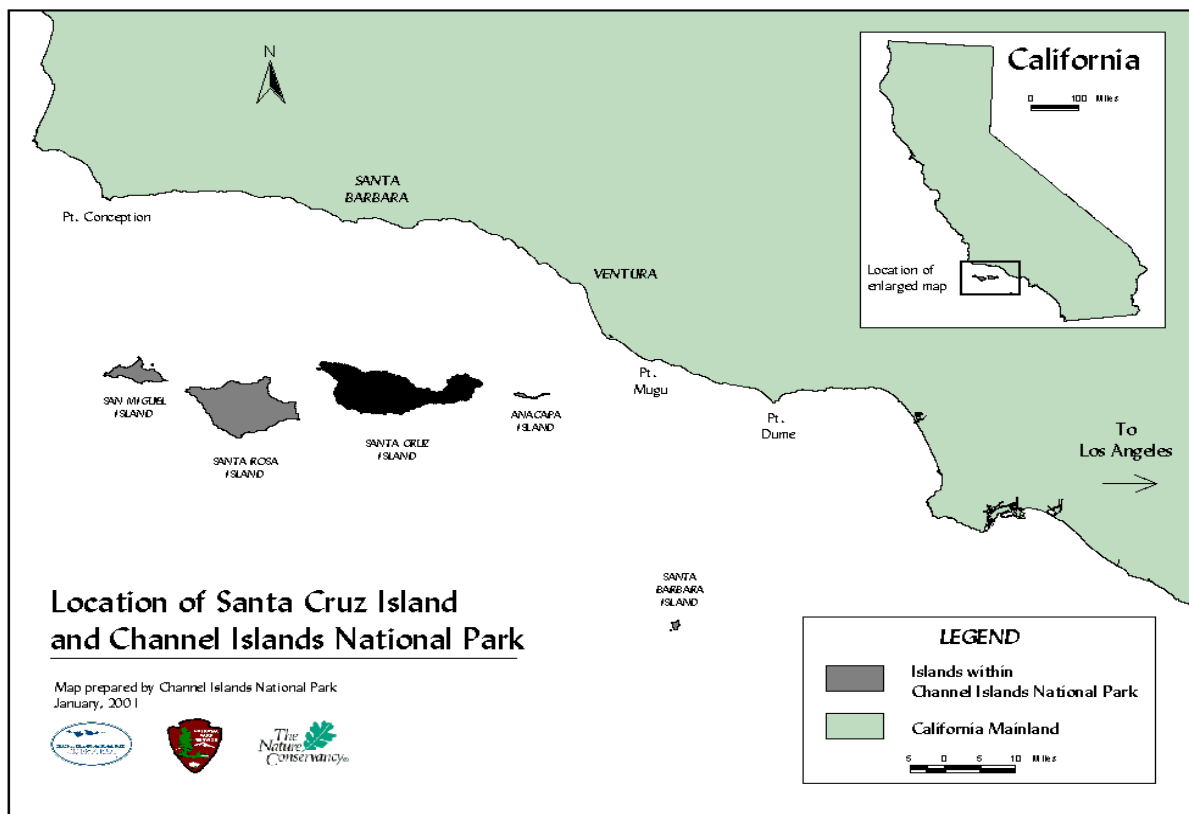 N
California
0 100 Miles
SANTA
BARBARA
Pt. Conception
VENTURA
Location of
enlarged map
SAN MIGUEL
ISLAND
SANTA ROSA
ISLAND
SANTA CRUZ
ISLAND
ANACAPA
ISLAND
Pt.
Mugu
Pt.
Dume
To
Los Angeles
SANTA
BARBARA
ISLAND
Location of Santa Cruz Island
and Channel Islands National Park
Map prepared by Channel Islands National Park
January, 2001
NATIONAL
PARK
SERVICE
The
Nature
Conservancy®
LEGEND
Islands within
Channel Islands National Park
California Mainland
5 0 5 10 Miles